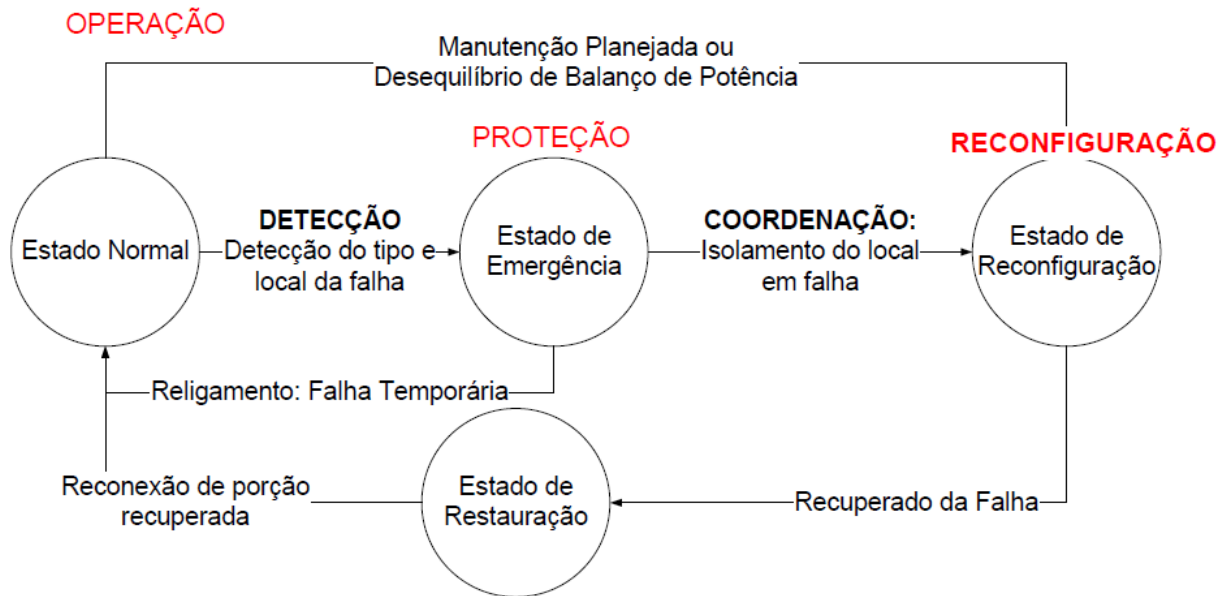 OPERAÇÃO
Manutenção Planejada ou
Desequilíbrio de Balanço de Potência
PROTEÇÃO
RECONFIGURAÇÃO
Estado Normal
DETECÇÃO
Detecção do tipo e
local da falha
Estado de
Emergência
COORDENAÇÃO:
Isolamento do local
em falha
Estado de
Reconfiguração
Religamento: Falha Temporária
Reconexão de porção
recuperada
Estado de
Restauração
Recuperado da Falha